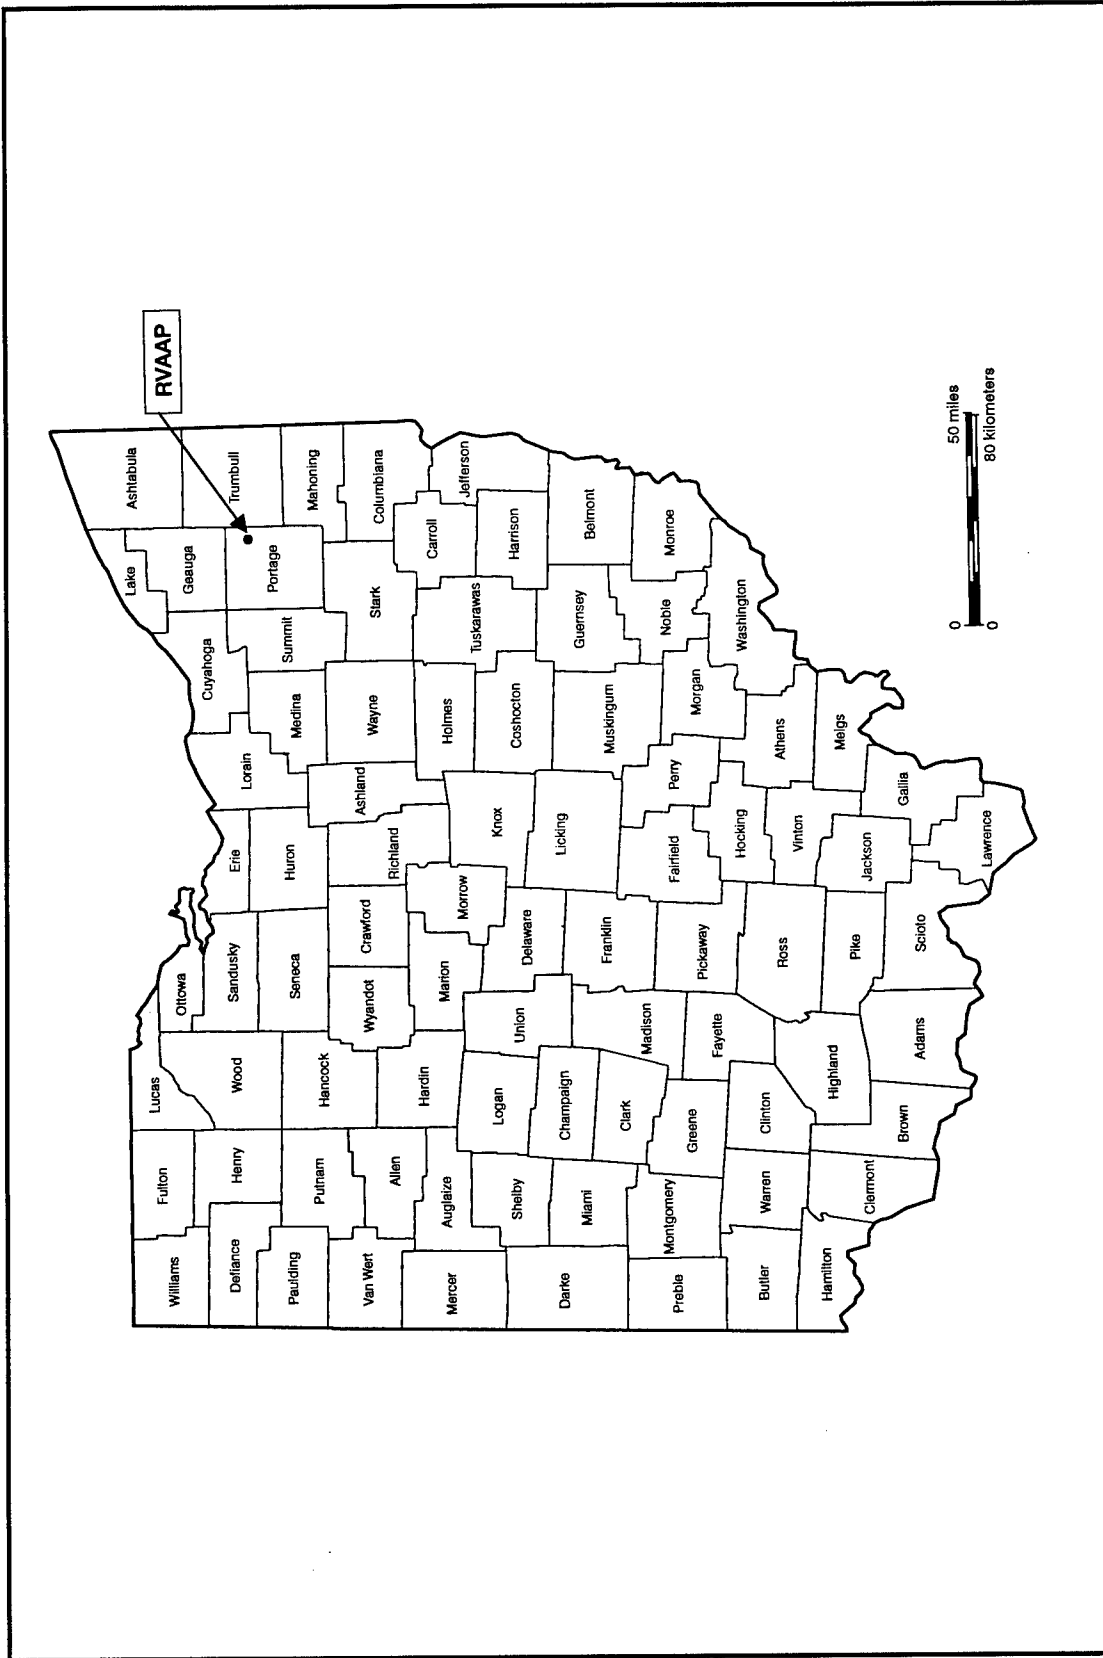 RVAAP
Ashtabula
Lake
Geauga
Trumbull
Cuyahoga
Portage
Summit
Mahoning
Lorain
Medina
Erie
Huron
Ottowa
Sandusky
Seneca
Lucas
Wood
Fulton
Henry
Williams
Defiance
Paulding
Putnam
Hancock
Wyandot
Crawford
Richland
Ashland
Wayne
Stark
Columbiana
Van Wert
Allen
Hardin
Marion
Morrow
Knox
Holmes
Tuskarawas
Carroll
Jefferson
Mercer
Auglaize
Logan
Union
Delaware
Licking
Coshocton
Harrison
Shelby
Champaign
Darke
Miami
Clark
Madison
Franklin
Muskingum
Guernsey
Belmont
Preble
Montgomery
Greene
Fayette
Pickaway
Fairfield
Perry
Morgan
Noble
Monroe
Butler
Warren
Clinton
Ross
Hocking
Athens
Washington
Hamilton
Clermont
Highland
Pike
Vinton
Meigs
Brown
Adams
Scioto
Jackson
Gallia
Lawrence
0
50 miles
0
80 kilometers